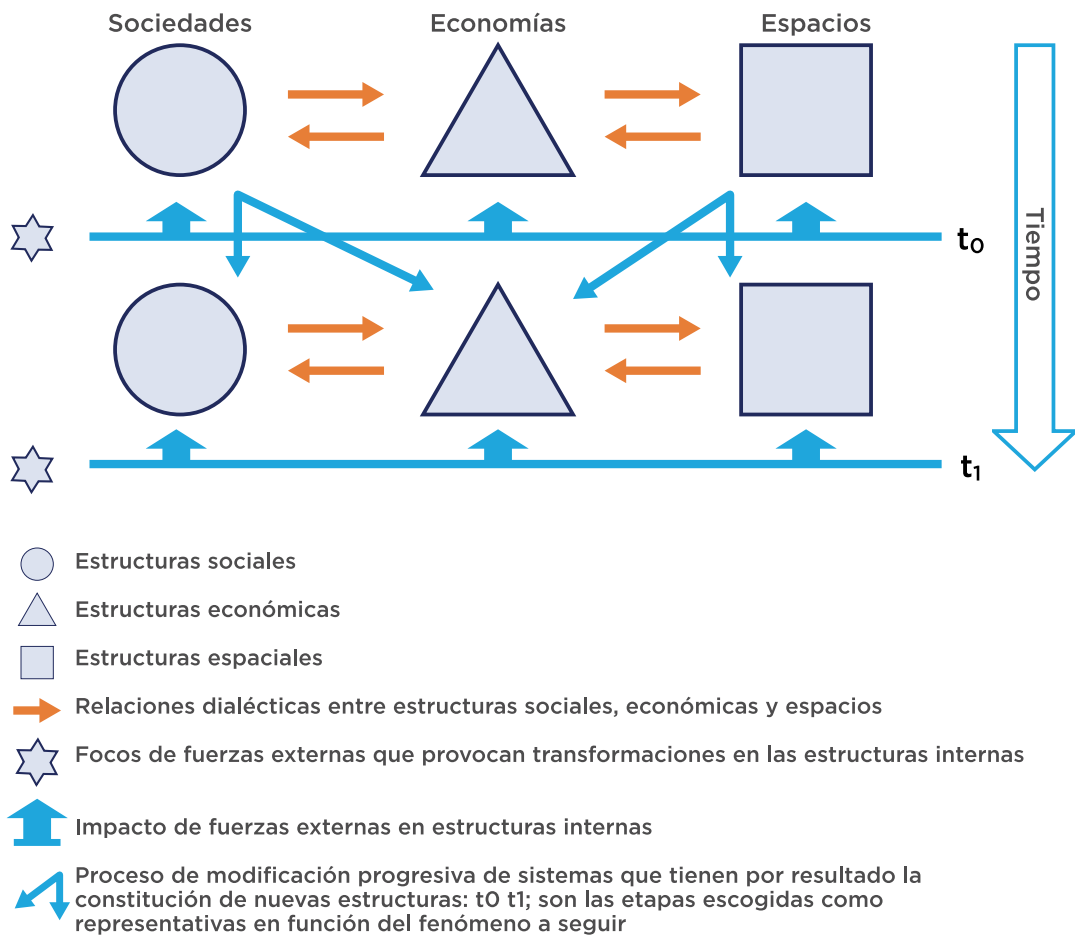 Sociedades
Economías
Espacios
Tiempo
t0
t1
Estructuras sociales
Estructuras económicas
Estructuras espaciales
Relaciones dialécticas entre estructuras sociales, económicas y espacios
Focos de fuerzas externas que provocan transformaciones en las estructuras internas
Impacto de fuerzas externas en estructuras internas
Proceso de modificación progresiva de sistemas que tienen por resultado la
constitución de nuevas estructuras: t0 t1; son las etapas escogidas como
representativas en función del fenómeno a seguir